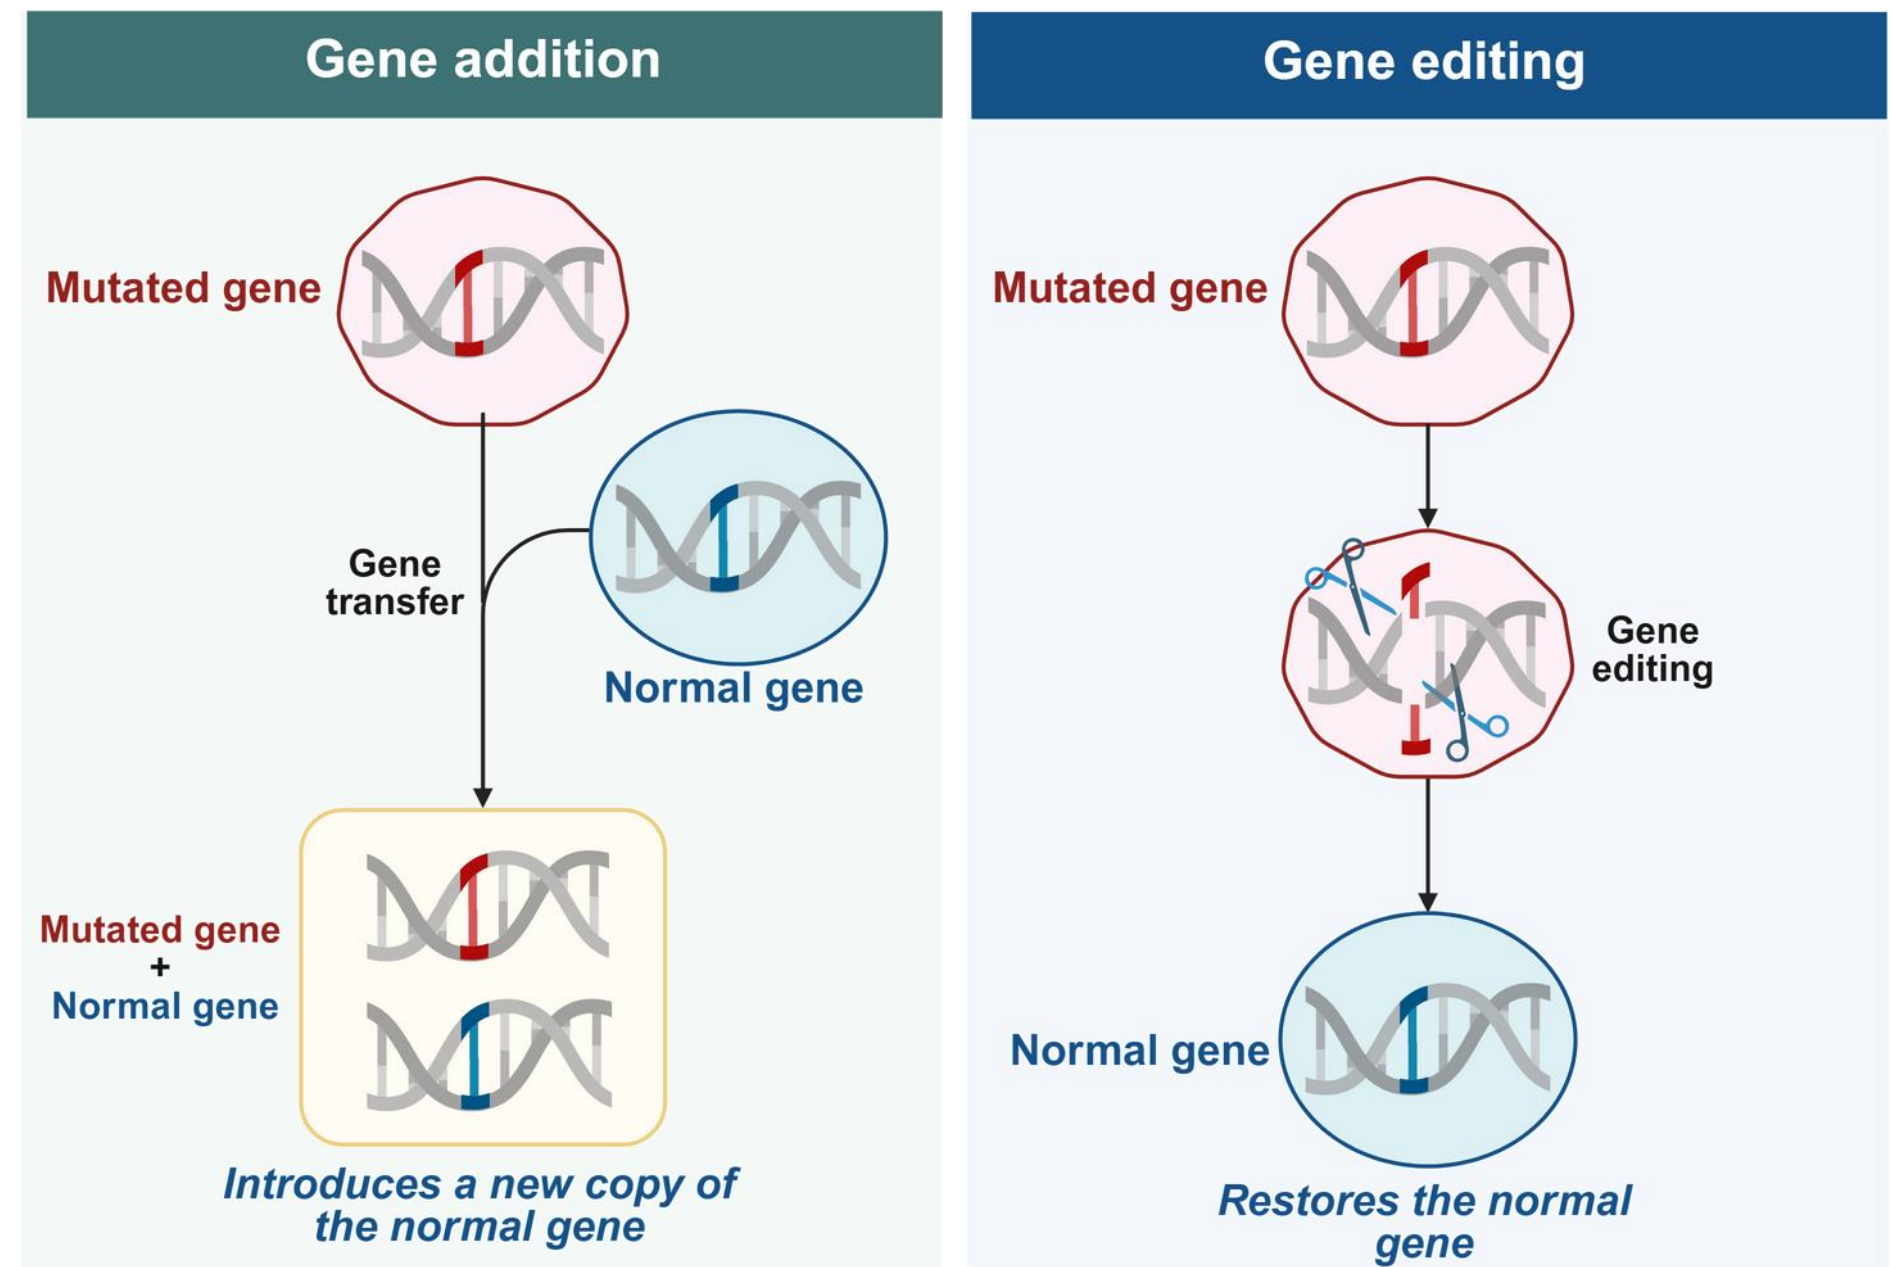 Gene addition
Mutated gene
Gene
transfer
Normal gene
Mutated gene
+
Normal gene
Introduces a new copy of
the normal gene
Gene editing
Mutated gene
Gene
editing
Normal gene
Restores the normal
gene